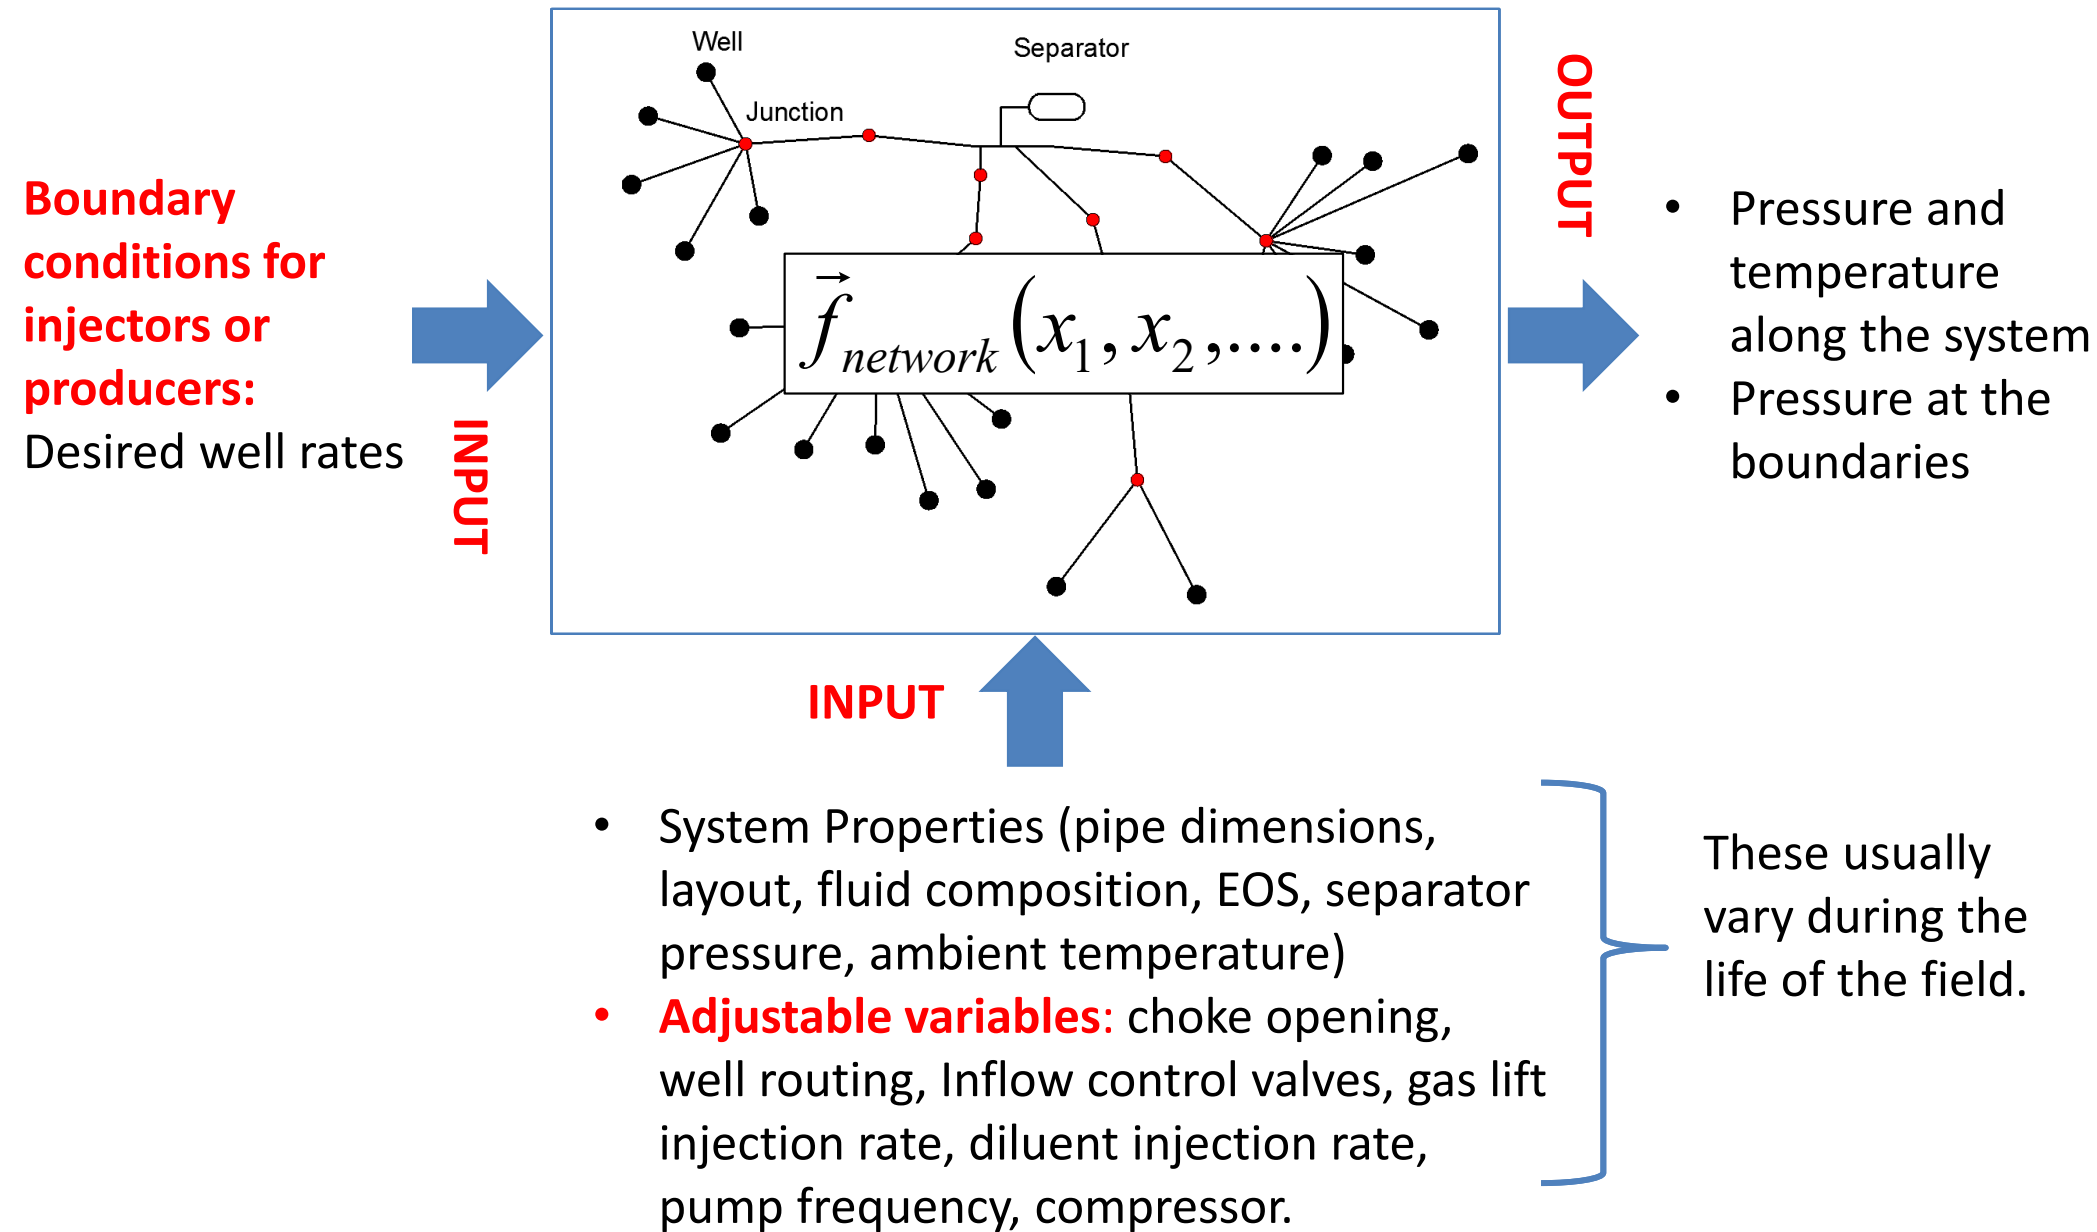 Well
Separator
Junction
OUTPUT
Boundary
conditions for
injectors or
producers:
Desired well rates
INPUT
f⃗ network (x₁, x₂,....)
• Pressure and
temperature
along the system
• Pressure at the
boundaries
INPUT
• System Properties (pipe dimensions,
layout, fluid composition, EOS, separator
pressure, ambient temperature)
• Adjustable variables: choke opening,
well routing, Inflow control valves, gas lift
injection rate, diluent injection rate,
pump frequency, compressor.
These usually
vary during the
life of the field.